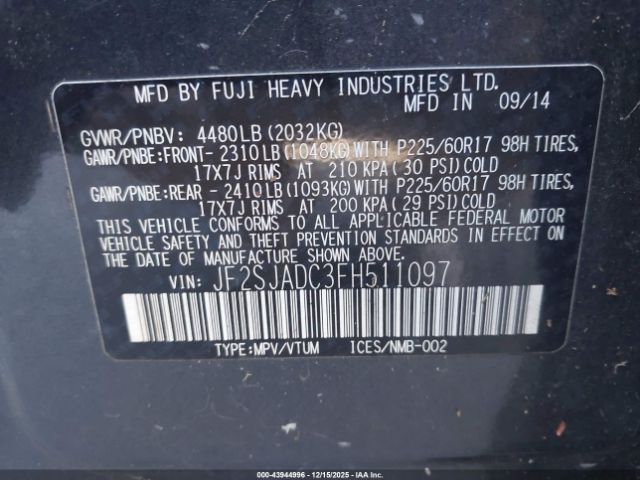 MFD BY FUJI HEAVY INDUSTRIES LTD.
MFD IN 09/14
GVWR/PNBV: 4480LB(2032KG)
GAWR/PNBE:FRONT- 2310LB(1048KG)WITH P225/60R17 98H TIRES,
17X7J RIMS AT 210 KPA(30 PSI)COLD
GAWR/PNBE:REAR - 2410LB(1093KG)WITH P225/60R17 98H TIRES,
17X7J RIMS AT 200 KPA(29 PSI)COLD
THIS VEHICLE CONFORMS TO ALL APPLICABLE FEDERAL MOTOR
VEHICLE SAFETY AND THEFT PREVENTION STANDARDS IN EFFECT ON
THE DATE OF MANUFACTURE SHOWN ABOVE.
VIN: JF2SJADC3FH511097
TYPE:MPV/VTUM ICES/NMB-002
000-43944996 - 12/15/2025 -